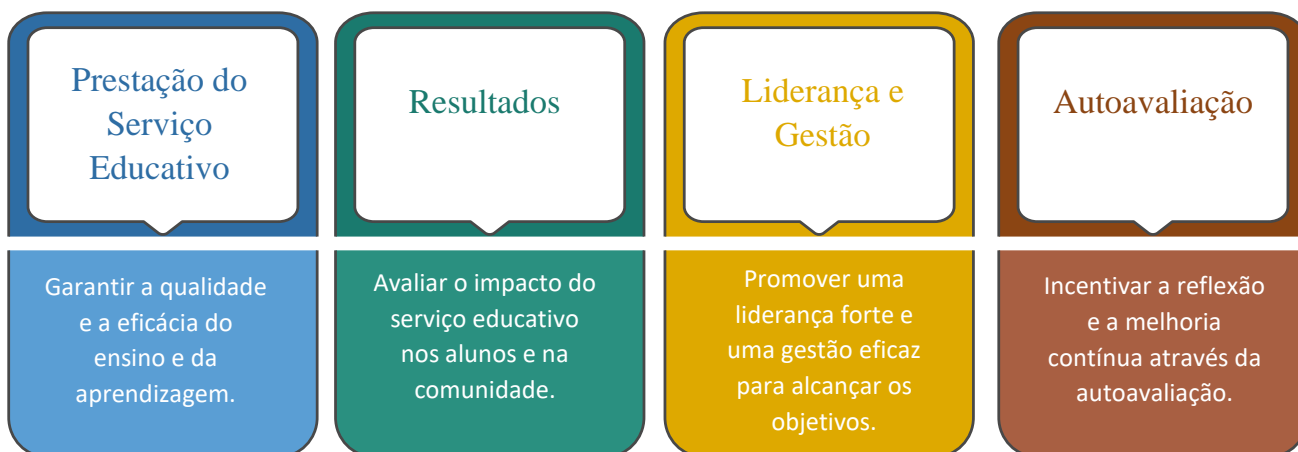 Prestação do
Serviço
Educativo
Garantir a qualidade
e a eficácia do
ensino e da
aprendizagem.
Resultados
Avaliar o impacto do
serviço educativo
nos alunos e na
comunidade.
Liderança e
Gestão
Promover uma
liderança forte e
uma gestão eficaz
para alcançar os
objetivos.
Autoavaliação
Incentivar a reflexão
e a melhoria
contínua através da
autoavaliação.